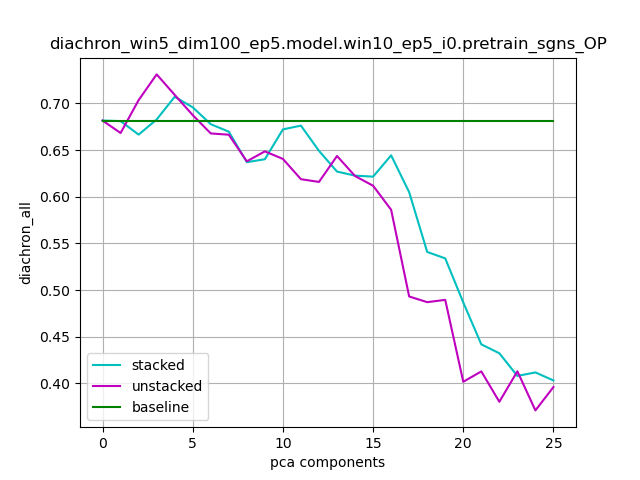 diachron_win5_dim100_ep5.model.win10_ep5_i0.pretrain_sgns_OP
0.70
0.65
0.60
0.55
0.50
0.45
0.40
diachron_all
stacked
unstacked
baseline
0 5 10 15 20 25
pca components